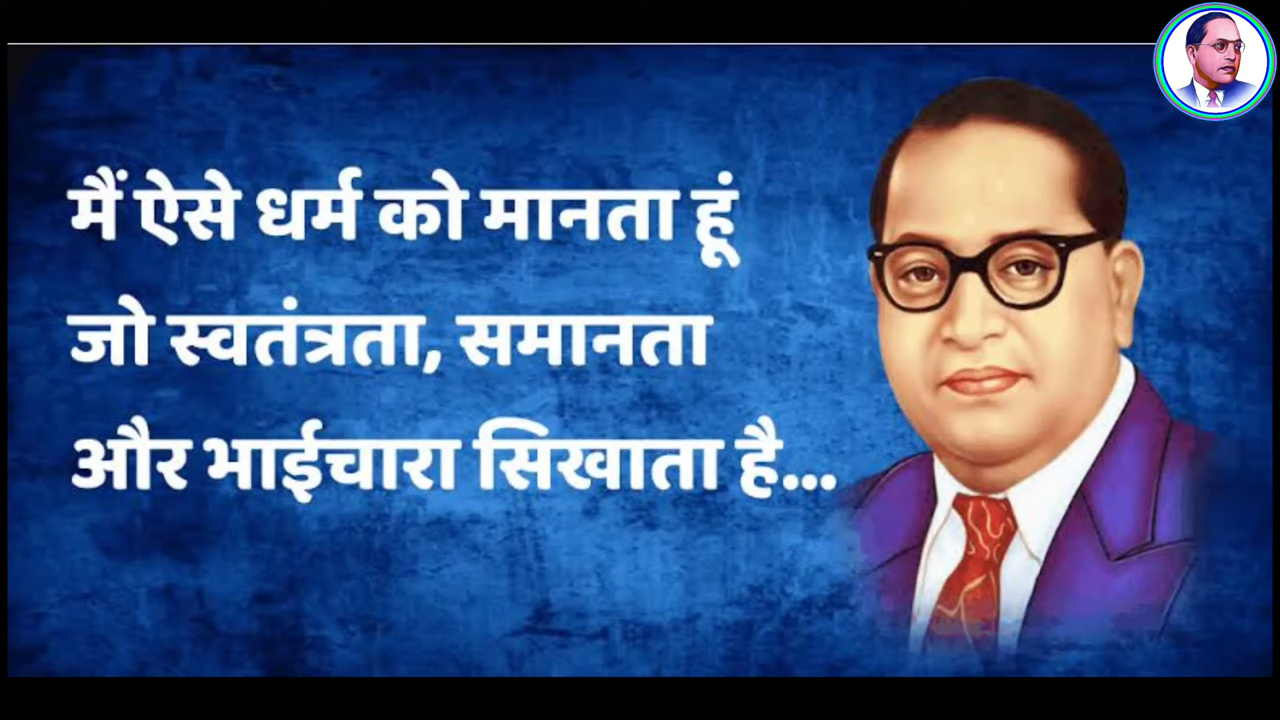 मैं ऐसे धर्म को मानता हूं
जो स्वतंत्रता, समानता
और भाईचारा सिखाता है...